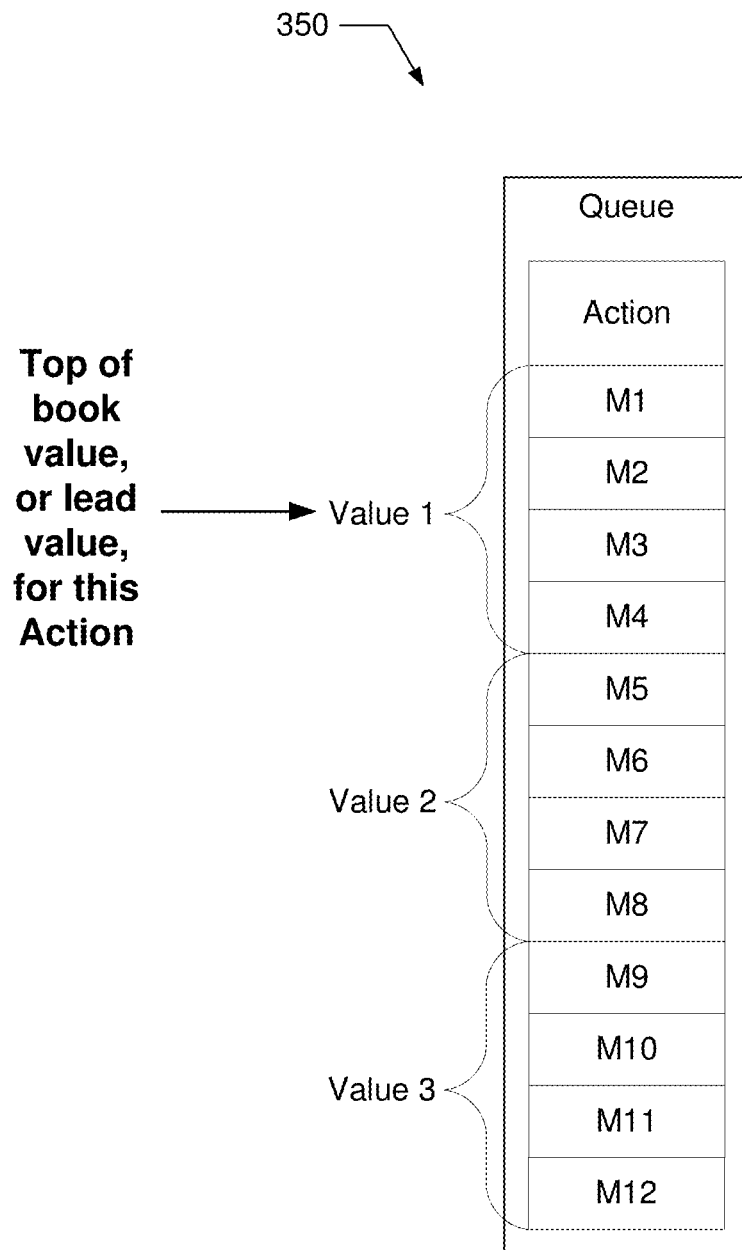 350
Queue
Action
Top of
book
value,
or lead
value,
for this
Action
Value 1
M1
M2
M3
M4
Value 2
M5
M6
M7
M8
Value 3
M9
M10
M11
M12